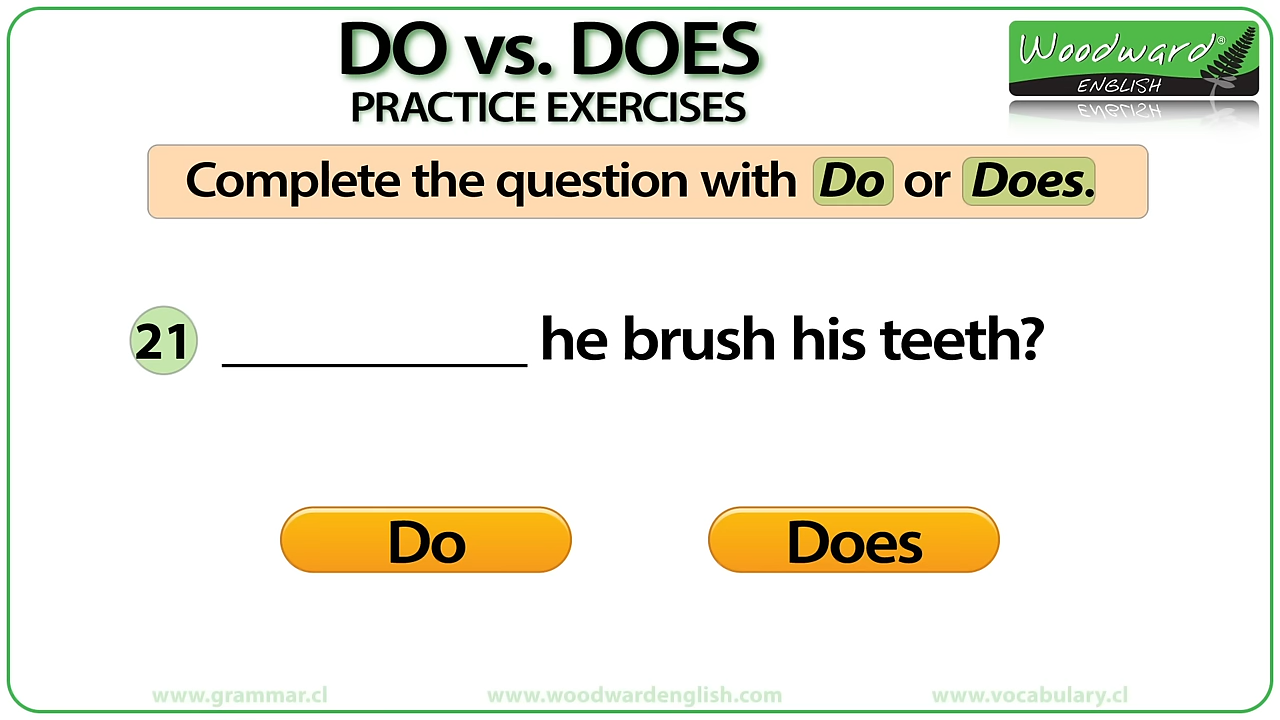 DO vs. DOES
PRACTICE EXERCISES
Woodward®
ENGLISH
Complete the question with Do or Does.
21 __________ he brush his teeth?
Do
Does
www.grammar.cl
www.woodwardenglish.com
www.vocabulary.cl